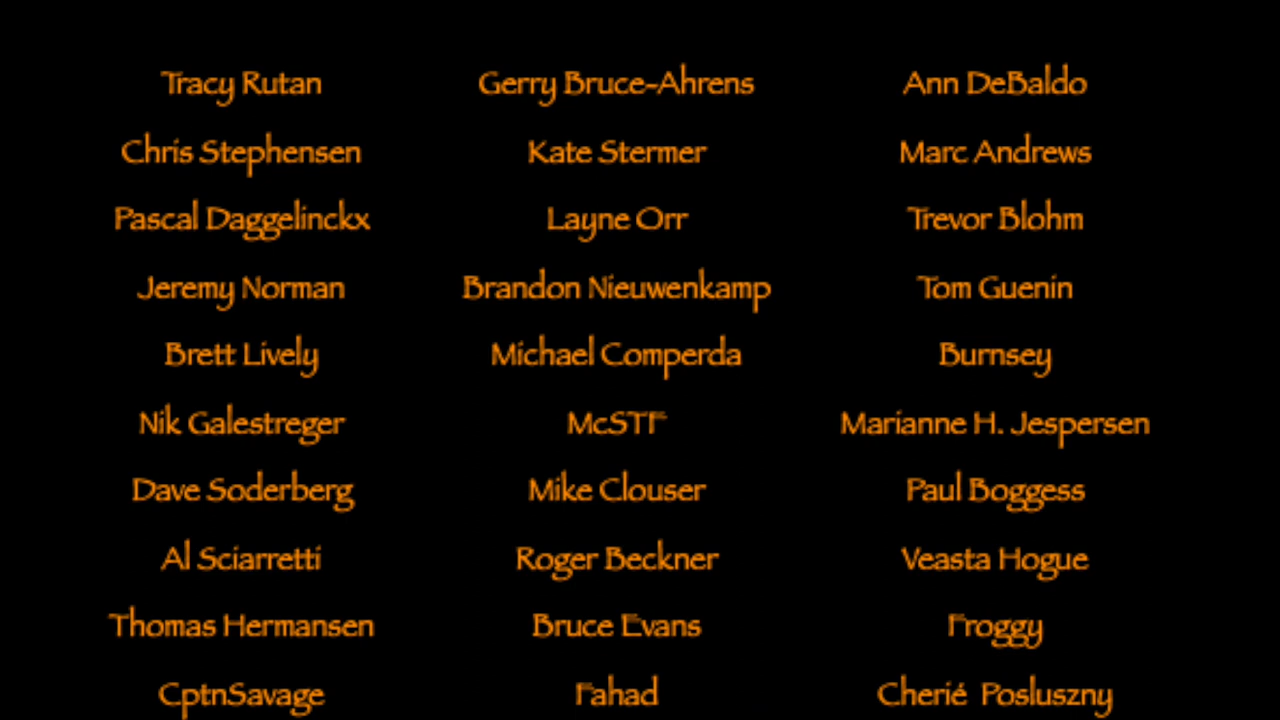 Tracy Rutan Gerry Bruce-Ahrens Ann DeBaldo
Chris Stephensen Kate Stermer Marc Andrews
Pascal Daggelinckx Layne Orr Trevor Blohm
Jeremy Norman Brandon Nieuwenkamp Tom Guenin
Brett Lively Michael Comperda Burnsey
Nik Galestreger McSTF Marianne H. Jespersen
Dave Soderberg Mike Clouser Paul Boggess
Al Sciarretti Roger Beckner Veasta Hogue
Thomas Hermansen Bruce Evans Froggy
CptnSavage Fahad Cherié Posluszny